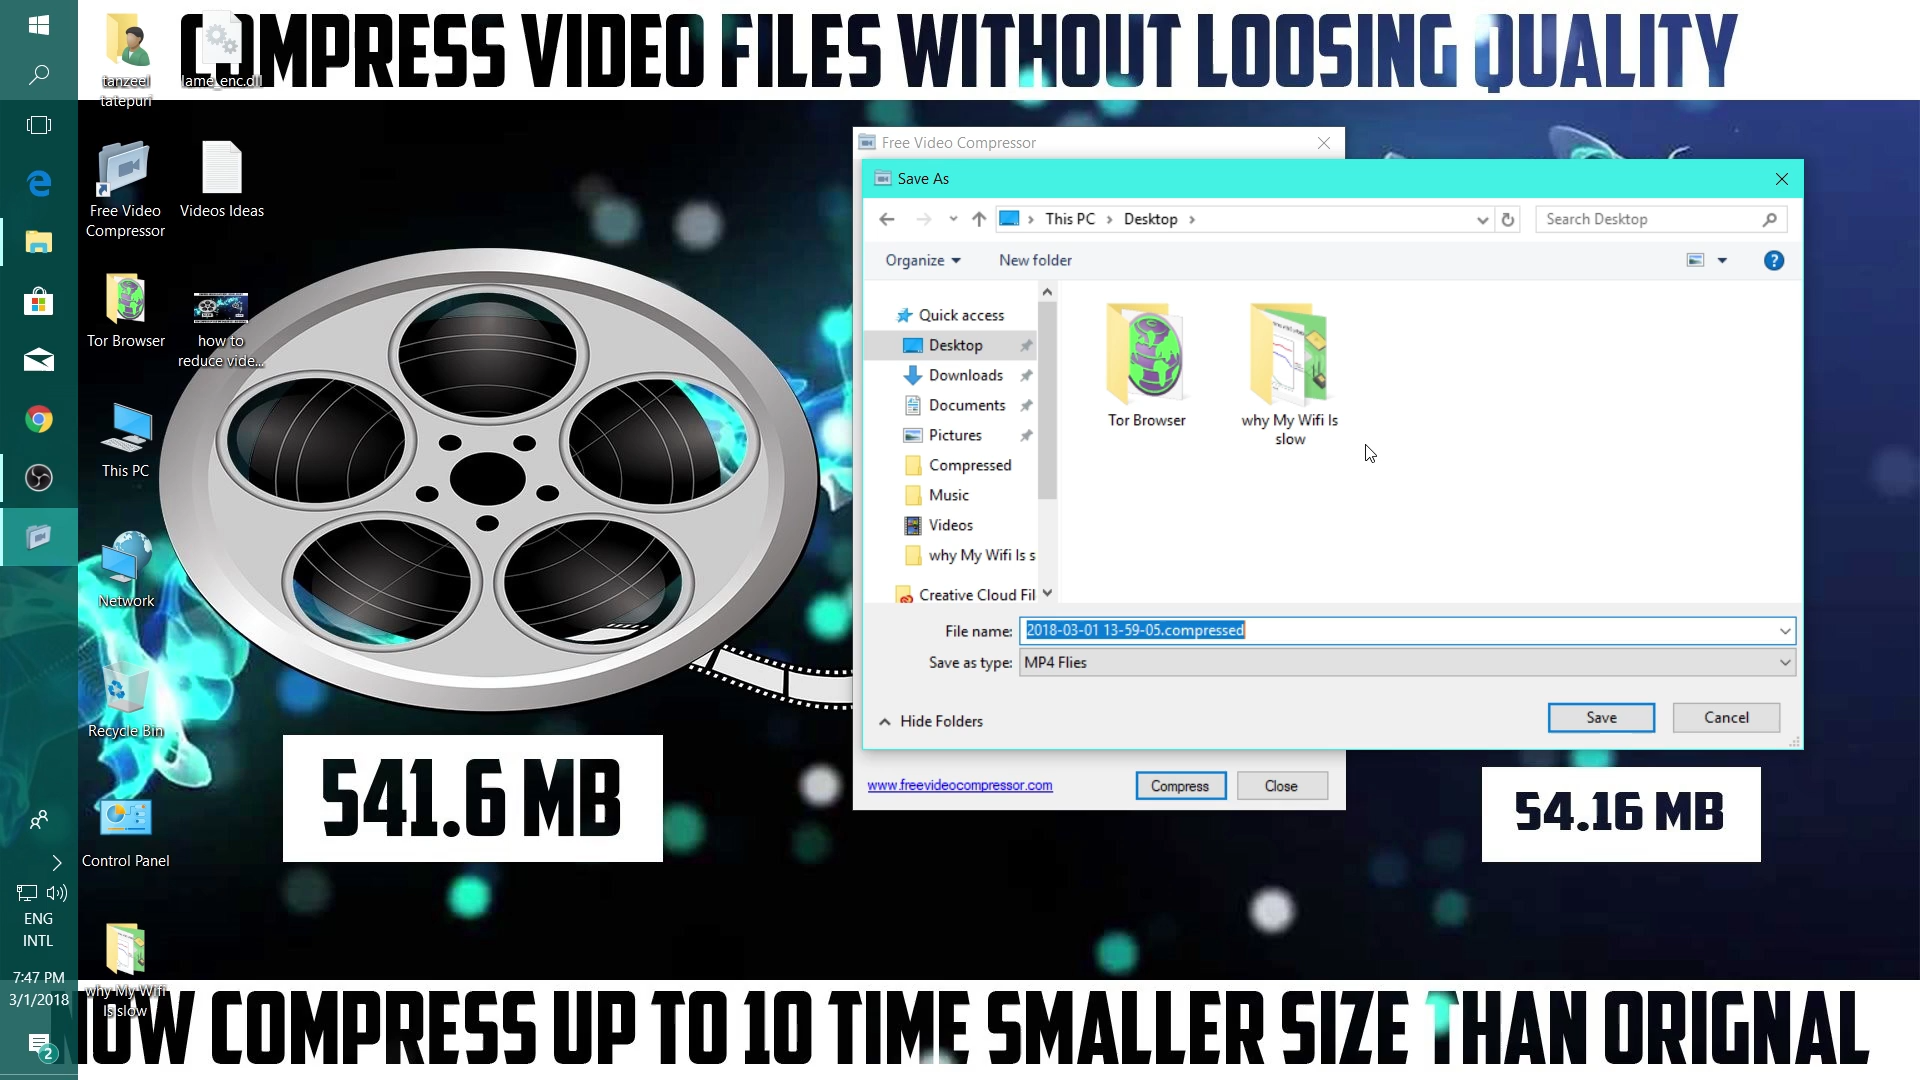 COMPRESS VIDEO FILES WITHOUT LOOSING QUALITY
tanzeel
tatepuri
lame_enc.dll
Free Video
Compressor
Videos Ideas
Tor Browser
how to
reduce vide...
This PC
Network
Recycle Bin
Control Panel
why My Wifi
Is slow
Free Video Compressor
Save As
This PC
Desktop
Search Desktop
Organize
New folder
Quick access
Desktop
Downloads
Documents
Pictures
Compressed
Music
Videos
why My Wifi Is s
Creative Cloud Fil
Tor Browser
why My Wifi Is
slow
File name: 2018-03-01 13-59-05.compressed
Save as type: MP4 Flies
Hide Folders
Save
Cancel
www.freevideocompressor.com
Compress
Close
541.6 MB
54.16 MB
ENG
INTL
7:47 PM
3/1/2018
2
NOW COMPRESS UP TO 10 TIME SMALLER SIZE THAN ORIGNAL